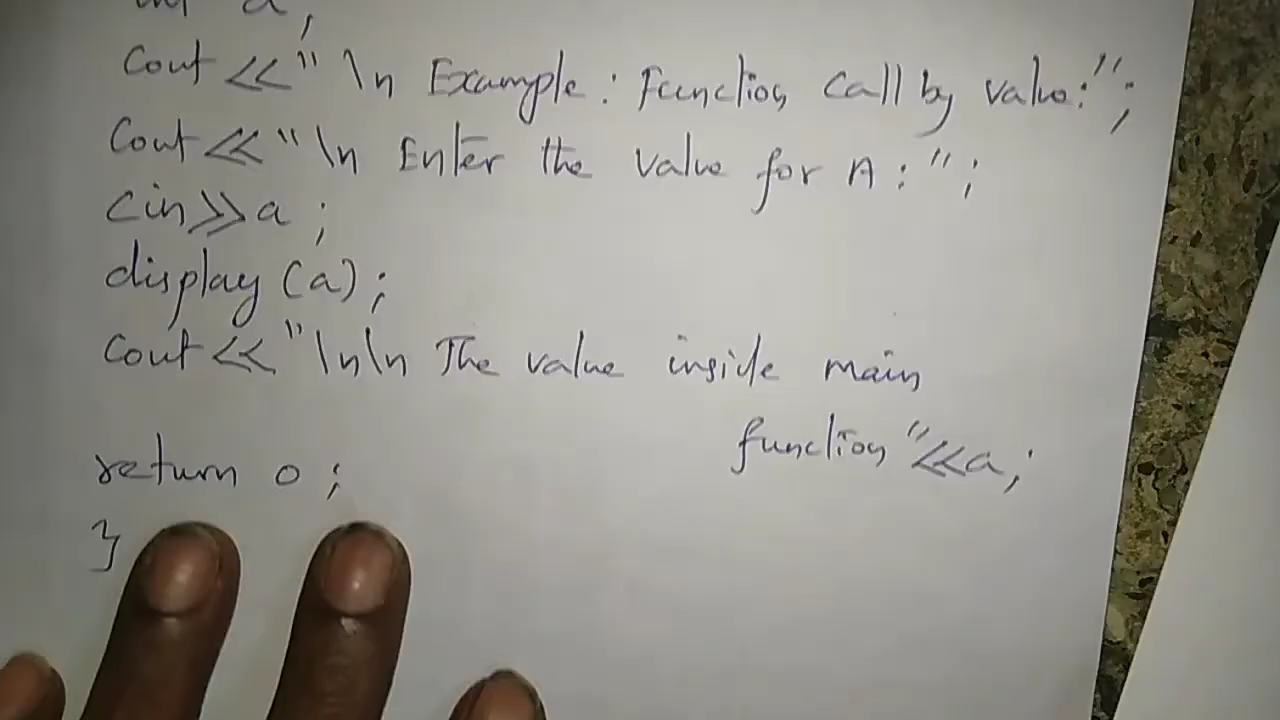 int a;
Cout <<" \n Example : Function Call by value:";
Cout <<"\n Enter the value for A : ";
Cin>>a ;
display (a);
Cout <<"\n\n The value inside main
function "<<a;
return 0 ;
}